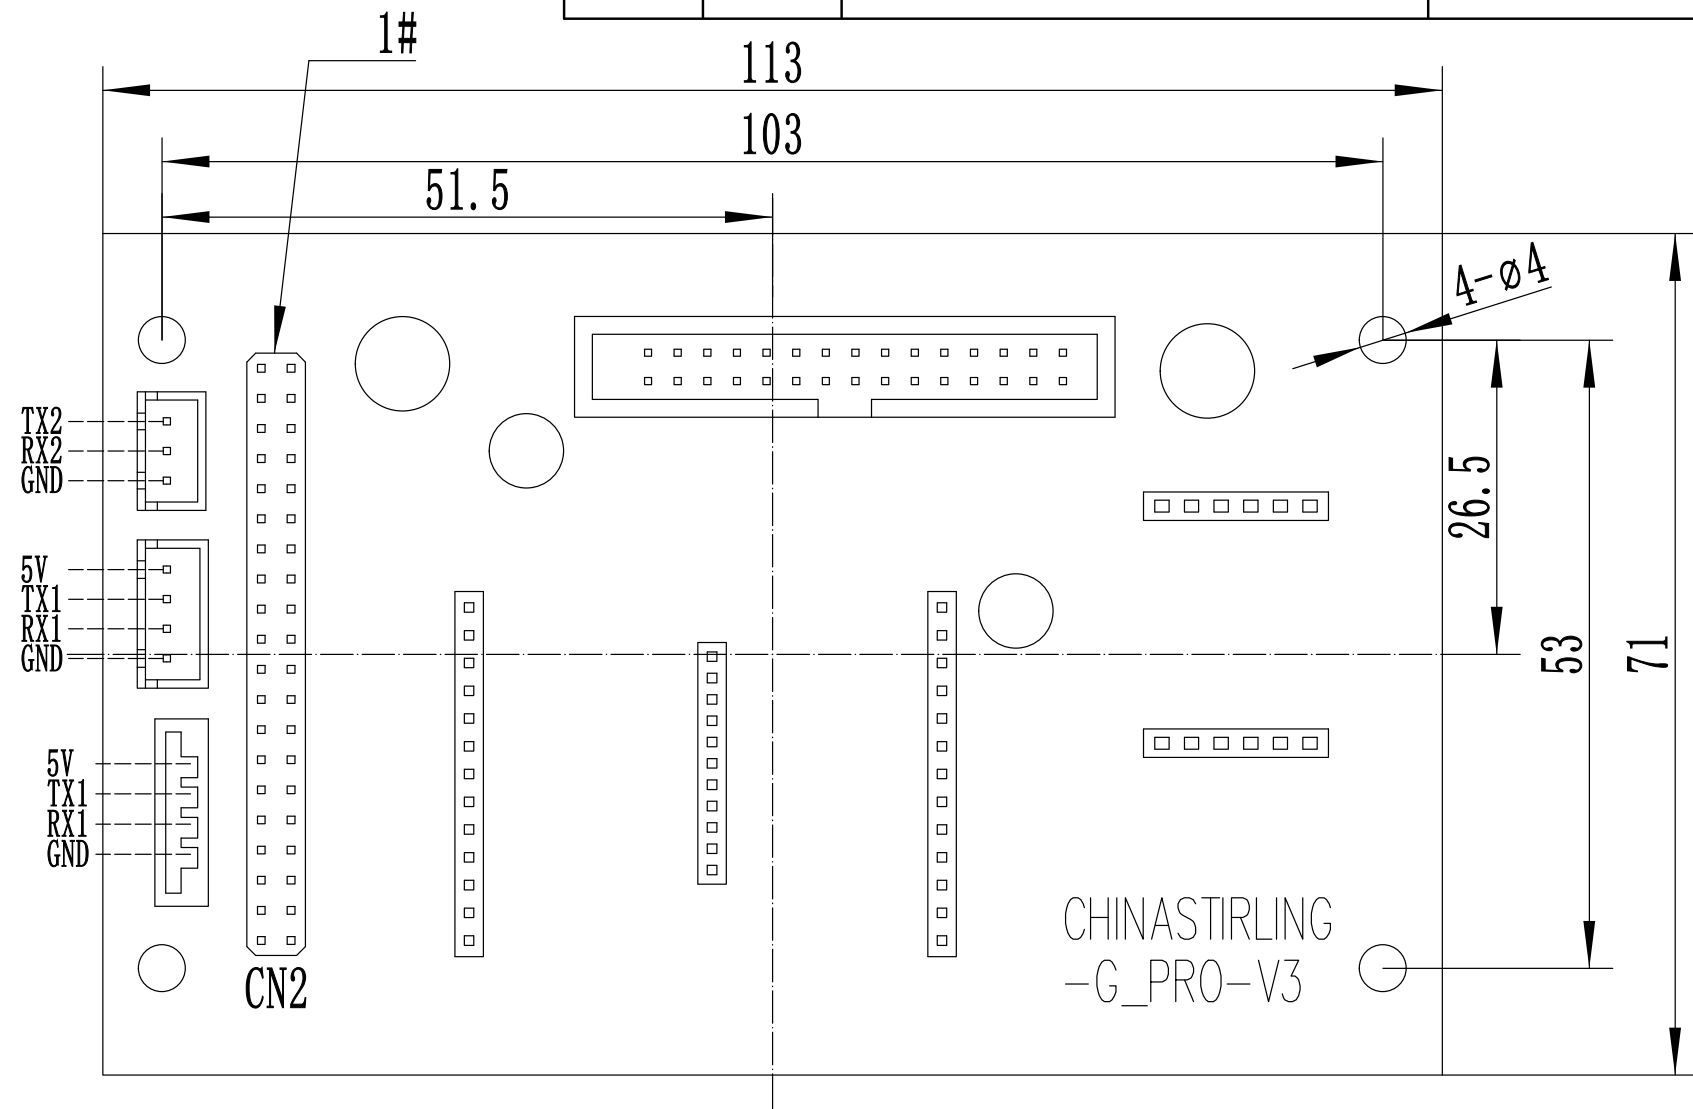 1#
113
103
51.5
4-ø4
TX2
RX2
GND
26.5
5V
TX1
RX1
GND
53
71
5V
TX1
RX1
GND
CHINASTIRLING
-G_PRO-V3
CN2